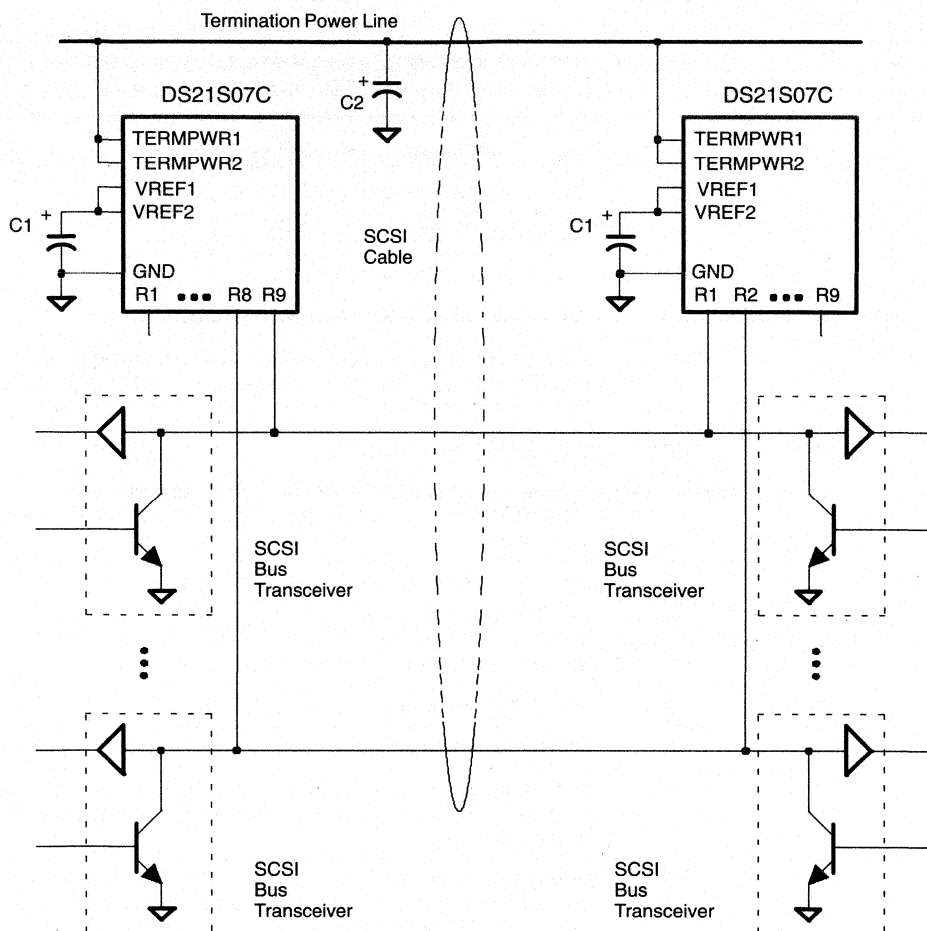 Termination Power Line
DS21S07C
+
C2
TERMPWR1
TERMPWR2
VREF1
VREF2
+
C1
GND
R1 ••• R8 R9
SCSI
Cable
DS21S07C
TERMPWR1
TERMPWR2
VREF1
VREF2
+
C1
GND
R1 R2 ••• R9
SCSI
Bus
Transceiver
SCSI
Bus
Transceiver
SCSI
Bus
Transceiver
SCSI
Bus
Transceiver